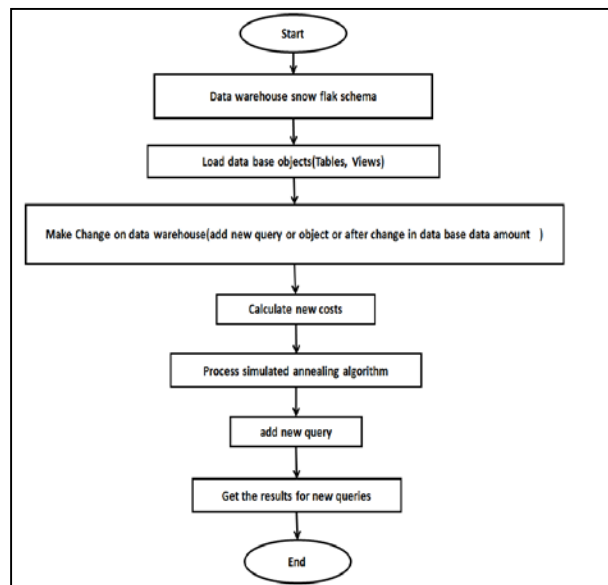 Start
Data warehouse snow flak schema
Load data base objects(Tables, Views)
Make Change on data warehouse(add new query or object or after change in data base data amount )
Calculate new costs
Process simulated annealing algorithm
add new query
Get the results for new queries
End